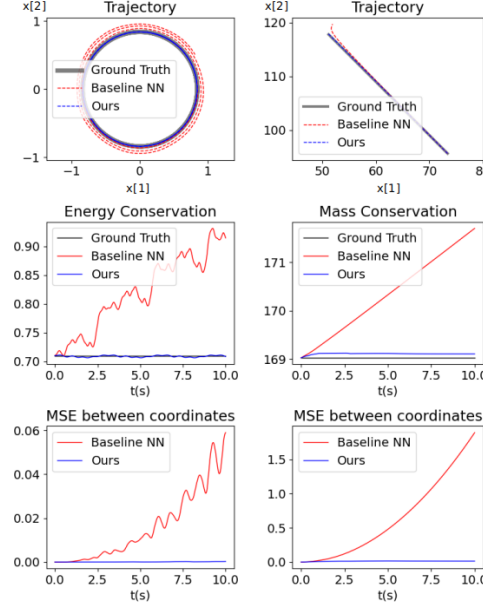 x[2] Trajectory
1
0
−1
Ground Truth
Baseline NN
Ours
−1 0 1
x[1]
x[2] Trajectory
120
110
100
Ground Truth
Baseline NN
Ours
50 60 70 80
x[1]
Energy Conservation
0.90
0.85
0.80
0.75
0.70
Ground Truth
Baseline NN
Ours
0.0 2.5 5.0 7.5 10.0
t(s)
Mass Conservation
171
170
169
Ground Truth
Baseline NN
Ours
0.0 2.5 5.0 7.5 10.0
t(s)
MSE between coordinates
0.06
0.04
0.02
0.00
Baseline NN
Ours
0.0 2.5 5.0 7.5 10.0
t(s)
MSE between coordinates
1.5
1.0
0.5
0.0
Baseline NN
Ours
0.0 2.5 5.0 7.5 10.0
t(s)